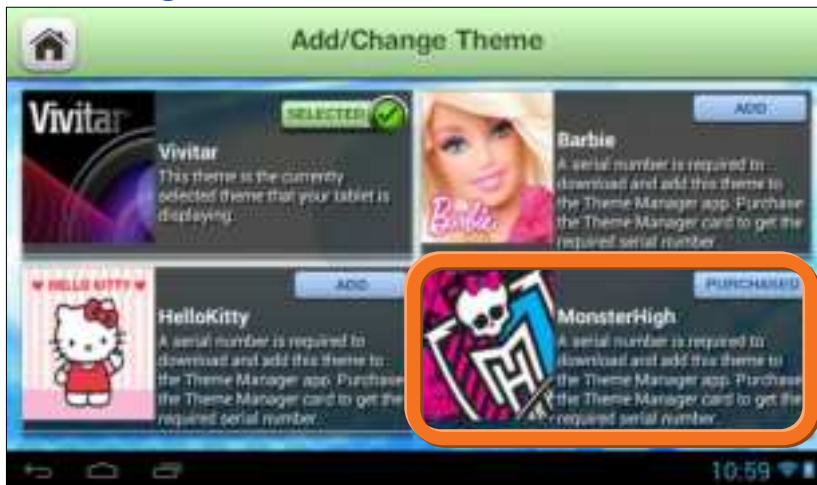 Add/Change Theme
Vivitar
SELECTED
Vivitar
This theme is the currently
selected theme that your tablet is
displaying.
ADD
Barbie
Barbie
A serial number is required to
download and add this theme to
the Theme Manager app. Purchase
the Theme Manager card to get the
required serial number
HELLO KITTY
ADD
HelloKitty
A serial number is required to
download and add this theme to
the Theme Manager app. Purchase
the Theme Manager card to get the
required serial number
PURCHASED
MonsterHigh
A serial number is required to
download and add this theme to
the Theme Manager app. Purchase
the Theme Manager card to get the
required serial number.
10:59